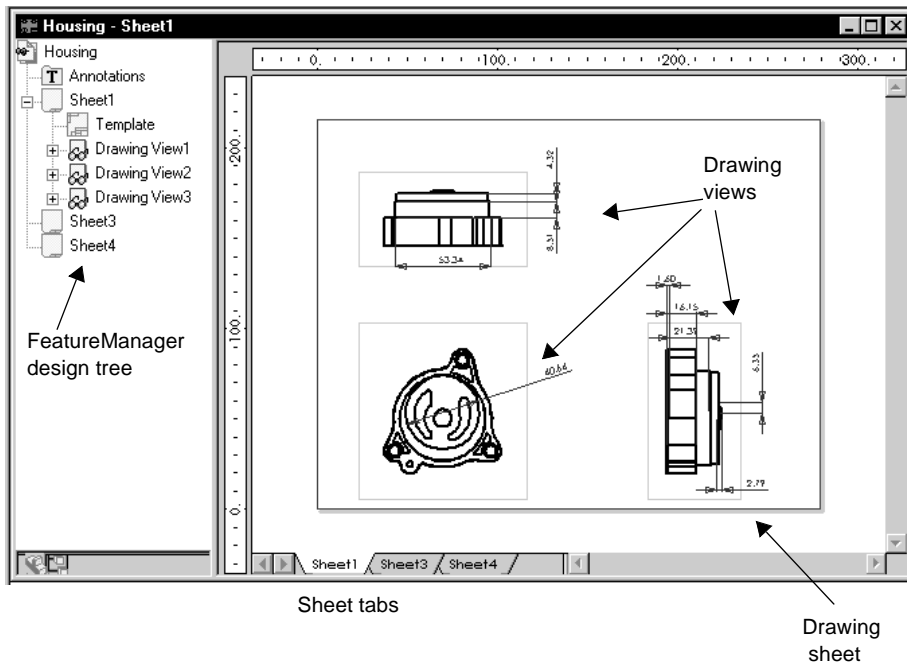 Housing - Sheet1
Housing
T Annotations
Sheet1
Template
Drawing View1
Drawing View2
Drawing View3
Sheet3
Sheet4
FeatureManager
design tree
0. 100. 200. 300.
200.
100.
0.
4.32
8.31
53.34
Drawing
views
40.64
1.60
16.15
21.39
6.33
2.79
Sheet1 Sheet3 Sheet4
Sheet tabs
Drawing
sheet